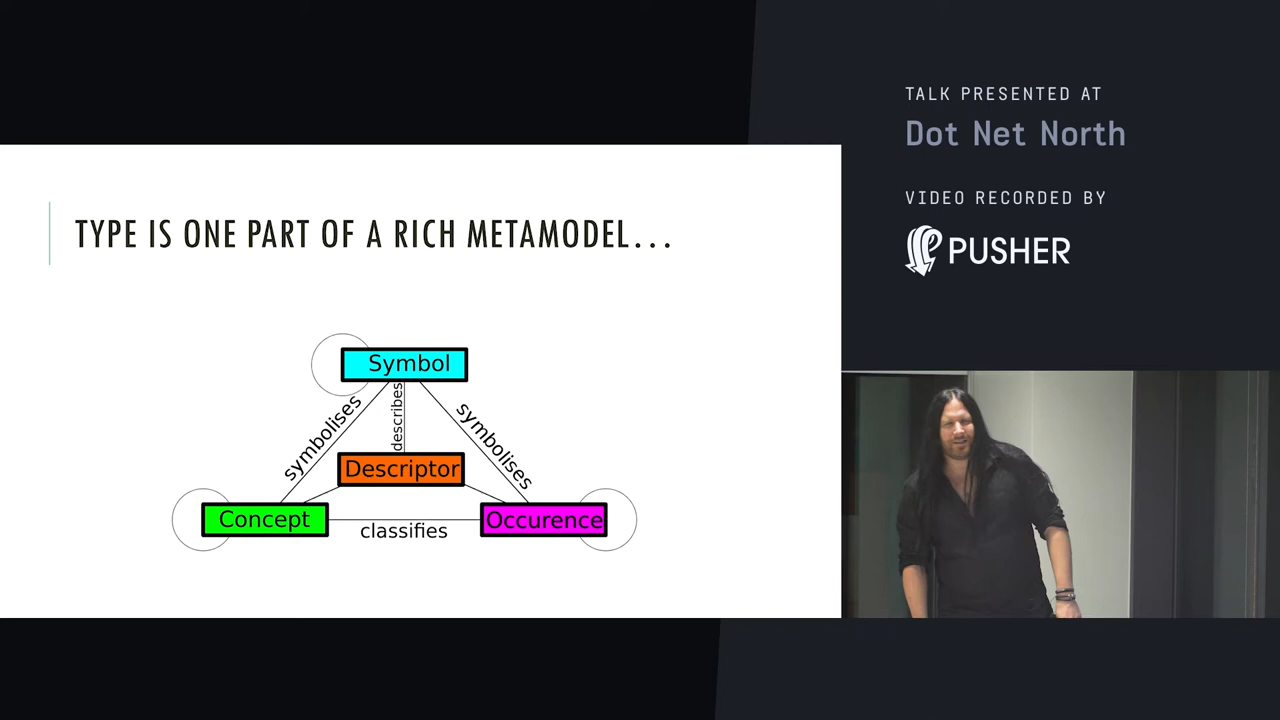 TALK PRESENTED AT
Dot Net North
VIDEO RECORDED BY
PUSHER
TYPE IS ONE PART OF A RICH METAMODEL...
Symbol
symbolises
describes
symbolises
Descriptor
Concept
classifies
Occurence